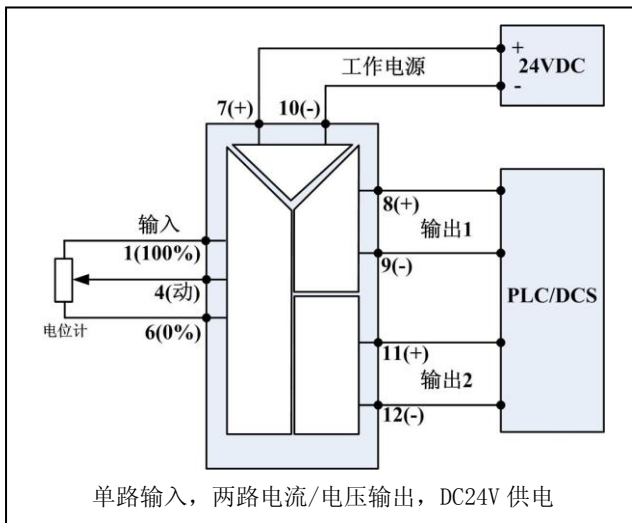 +
工作电源
24VDC
-
7(+)
10(-)
8(+)
输入
输出1
1(100%)
9(-)
4(动)
PLC/DCS
电位计
6(0%)
11(+)
输出2
12(-)
单路输入，两路电流/电压输出，DC24V 供电